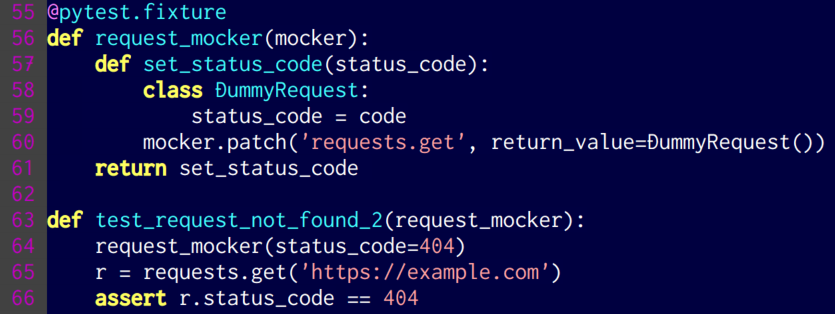 55 @pytest.fixture
56 def request_mocker(mocker):
57     def set_status_code(status_code):
58         class ĐummyRequest:
59             status_code = code
60         mocker.patch('requests.get', return_value=ĐummyRequest())
61     return set_status_code
62
63 def test_request_not_found_2(request_mocker):
64     request_mocker(status_code=404)
65     r = requests.get('https://example.com')
66     assert r.status_code == 404